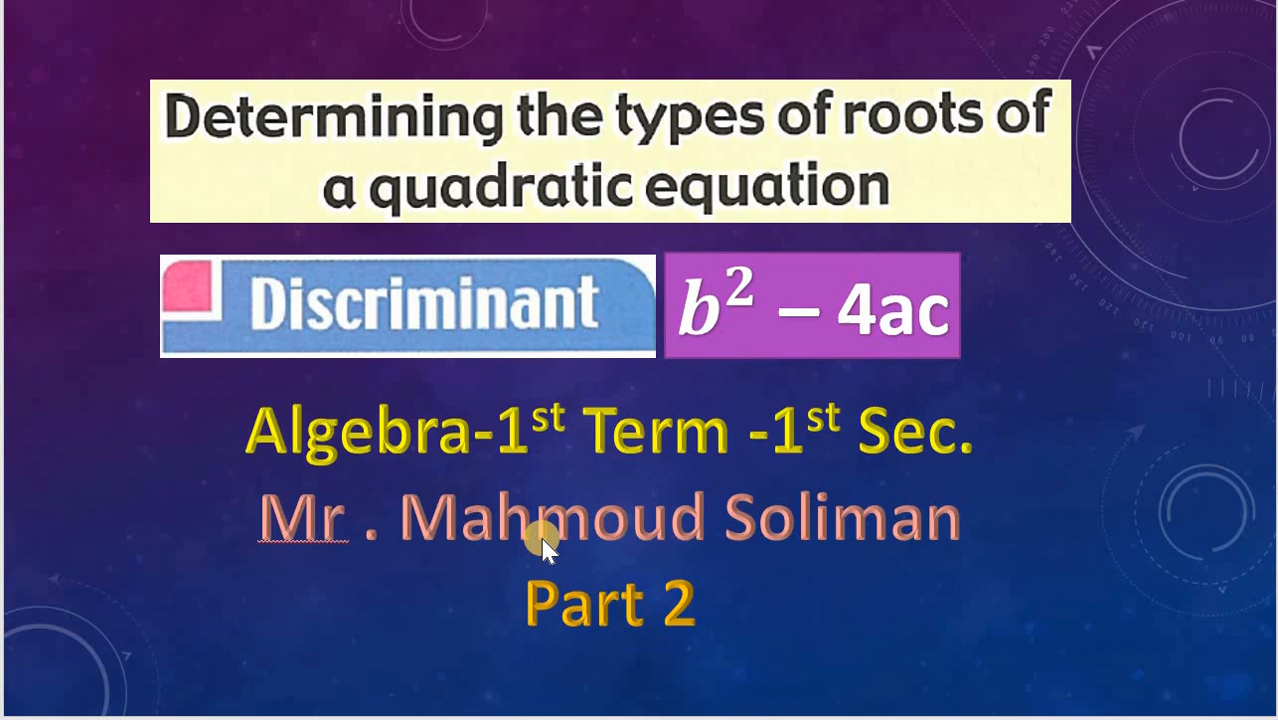 Determining the types of roots of
a quadratic equation
Discriminant
b² – 4ac
Algebra-1st Term -1st Sec.
Mr . Mahmoud Soliman
Part 2